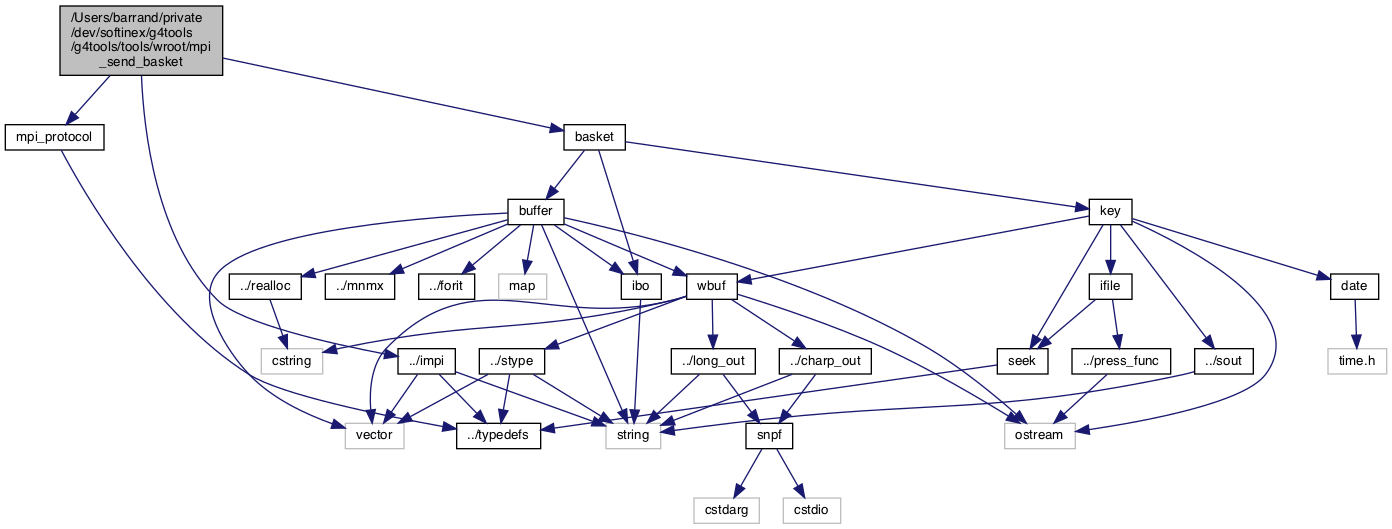 /Users/barrand/private
/dev/softinex/g4tools
/g4tools/tools/wroot/mpi
_send_basket
mpi_protocol
basket
buffer
key
../realloc
../mnmx
../forit
map
ibo
wbuf
ifile
date
cstring
../impi
../stype
../long_out
../charp_out
seek
../press_func
../sout
time.h
vector
../typedefs
string
snpf
ostream
cstdarg
cstdio